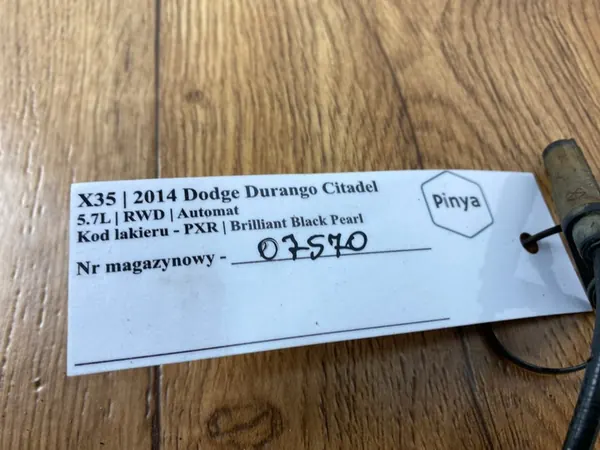 X35 | 2014 Dodge Durango Citadel
5.7L | RWD | Automat
Kod lakieru - PXR | Brilliant Black Pearl
Nr magazynowy - 07570
Pinya